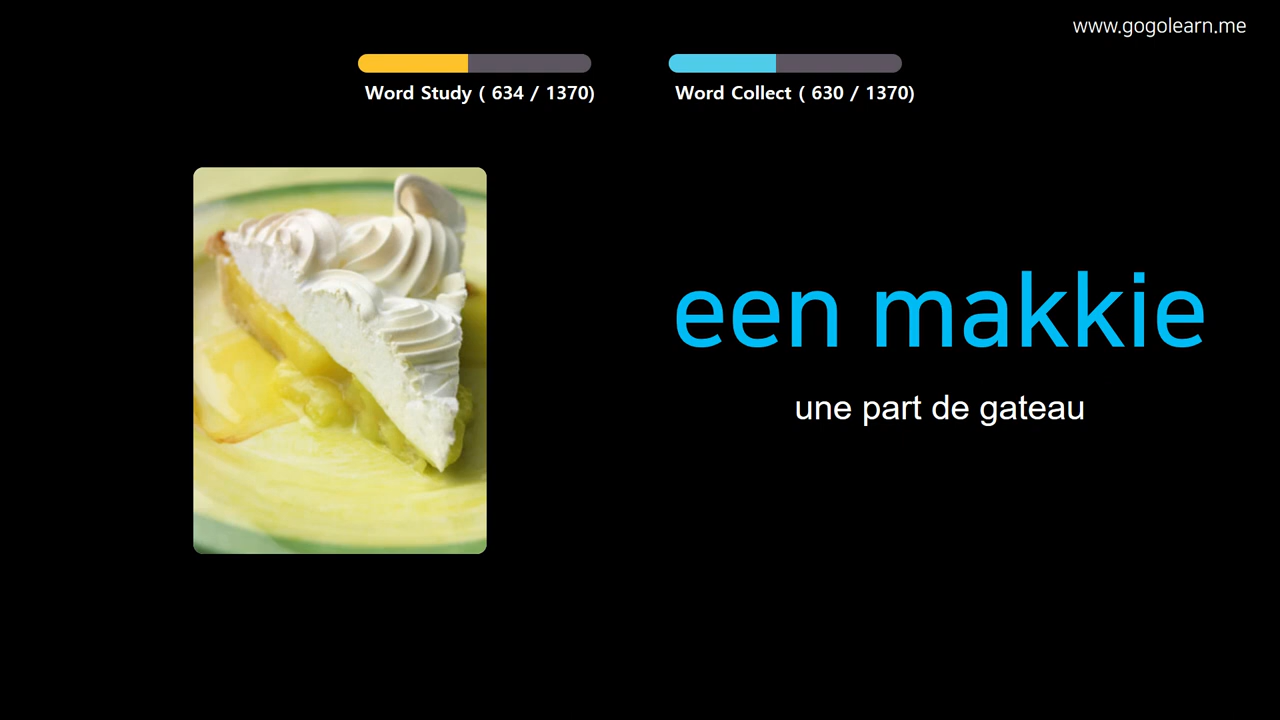 www.gogolearn.me
Word Study ( 634 / 1370)
Word Collect ( 630 / 1370)
een makkie
une part de gateau